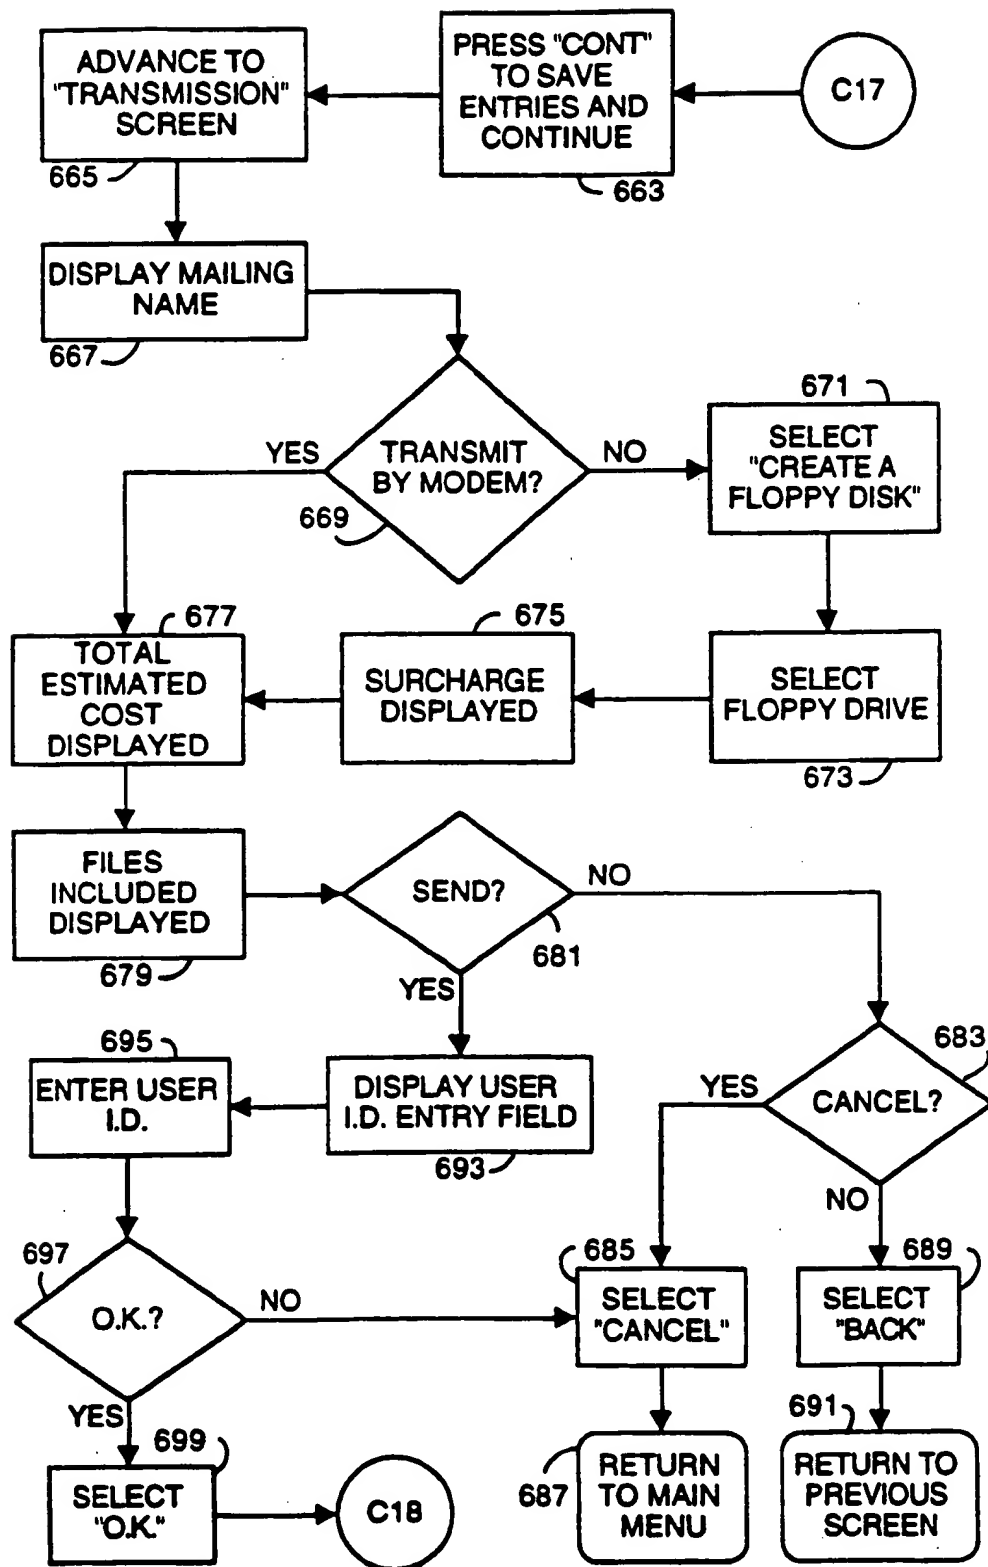 C17
PRESS "CONT"
TO SAVE
ENTRIES AND
CONTINUE
663
ADVANCE TO
"TRANSMISSION"
SCREEN
665
DISPLAY MAILING
NAME
667
TRANSMIT
BY MODEM?
669
YES
NO
671
SELECT
"CREATE A
FLOPPY DISK"
SELECT
FLOPPY DRIVE
673
675
SURCHARGE
DISPLAYED
677
TOTAL
ESTIMATED
COST
DISPLAYED
FILES
INCLUDED
DISPLAYED
679
SEND?
681
NO
YES
683
CANCEL?
YES
NO
DISPLAY USER
I.D. ENTRY FIELD
693
695
ENTER USER
I.D.
697
O.K.?
NO
YES
685
SELECT
"CANCEL"
689
SELECT
"BACK"
687
RETURN
TO MAIN
MENU
691
RETURN TO
PREVIOUS
SCREEN
699
SELECT
"O.K."
C18